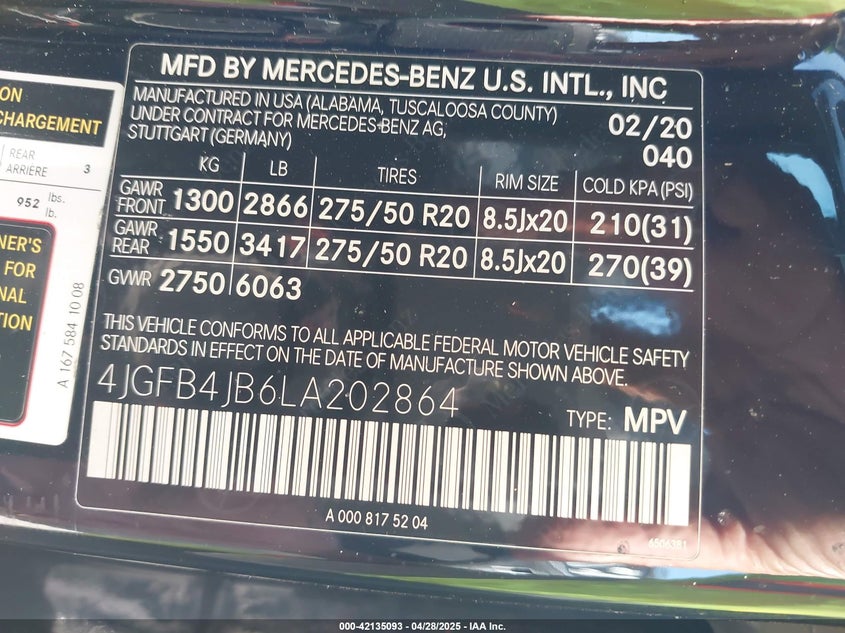 ON
CHARGEMENT
REAR
ARRIERE 3
952 lbs.
lb.
NER'S
FOR
NAL
TION
A 167 584 10 08
MFD BY MERCEDES-BENZ U.S. INTL., INC
MANUFACTURED IN USA (ALABAMA, TUSCALOOSA COUNTY)
UNDER CONTRACT FOR MERCEDES-BENZ AG,
STUTTGART (GERMANY)
02/20
040
KG LB TIRES RIM SIZE COLD KPA (PSI)
GAWR FRONT 1300 2866 275/50 R20 8.5Jx20 210(31)
GAWR REAR 1550 3417 275/50 R20 8.5Jx20 270(39)
GVWR 2750 6063
THIS VEHICLE CONFORMS TO ALL APPLICABLE FEDERAL MOTOR VEHICLE SAFETY
STANDARDS IN EFFECT ON THE DATE OF MANUFACTURE SHOWN ABOVE.
4JGFB4JB6LA202864
TYPE: MPV
A 000 817 52 04
6506381
000-42135093 - 04/28/2025 - IAA Inc.